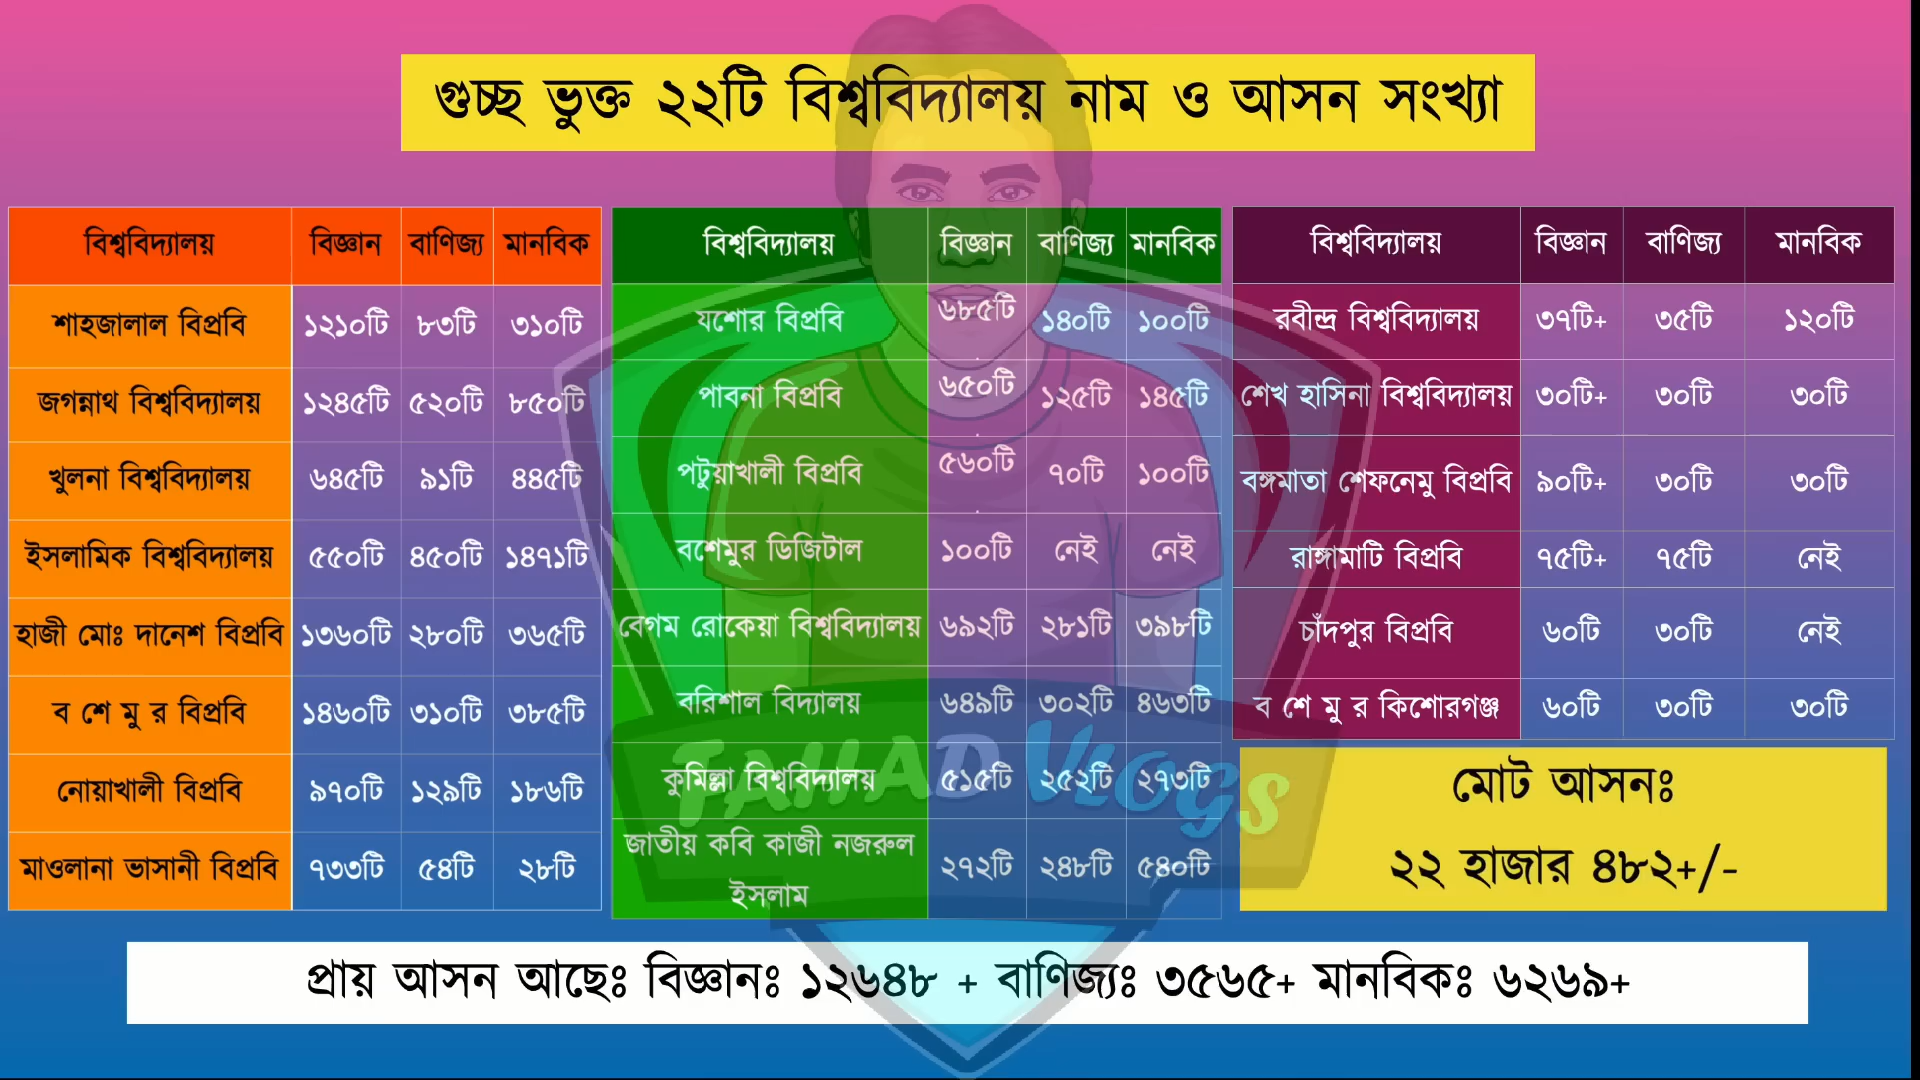 গুচ্ছ ভুক্ত ২২টি বিশ্ববিদ্যালয় নাম ও আসন সংখ্যা
বিশ্ববিদ্যালয় বিজ্ঞান বাণিজ্য মানবিক
শাহজালাল বিপ্রবি ১২১০টি ৮৩টি ৩১০টি
জগন্নাথ বিশ্ববিদ্যালয় ১২৪৫টি ৫২০টি ৮৫০টি
খুলনা বিশ্ববিদ্যালয় ৬৪৫টি ৯১টি ৪৪৫টি
ইসলামিক বিশ্ববিদ্যালয় ৫৫০টি ৪৫০টি ১৪৭১টি
হাজী মোঃ দানেশ বিপ্রবি ১৩৬০টি ২৮০টি ৩৬৫টি
ব শে মু র বিপ্রবি ১৪৬০টি ৩১০টি ৩৮৫টি
নোয়াখালী বিপ্রবি ৯৭০টি ১২৯টি ১৮৬টি
মাওলানা ভাসানী বিপ্রবি ৭৩৩টি ৫৪টি ২৮টি
বিশ্ববিদ্যালয় বিজ্ঞান বাণিজ্য মানবিক
যশোর বিপ্রবি ৬৮৫টি ১৪০টি ১০০টি
পাবনা বিপ্রবি ৬৫০টি ১২৫টি ১৪৫টি
পটুয়াখালী বিপ্রবি ৫৬০টি ৭০টি ১০০টি
বশেমুর ডিজিটাল ১০০টি নেই নেই
বেগম রোকেয়া বিশ্ববিদ্যালয় ৬৯২টি ২৮১টি ৩৯৮টি
বরিশাল বিদ্যালয় ৬৪৯টি ৩০২টি ৪৬৩টি
কুমিল্লা বিশ্ববিদ্যালয় ৫১৫টি ২৫২টি ২৭৩টি
জাতীয় কবি কাজী নজরুল
ইসলাম ২৭২টি ২৪৮টি ৫৪০টি
বিশ্ববিদ্যালয় বিজ্ঞান বাণিজ্য মানবিক
রবীন্দ্র বিশ্ববিদ্যালয় ৩৭টি+ ৩৫টি ১২০টি
শেখ হাসিনা বিশ্ববিদ্যালয় ৩০টি+ ৩০টি ৩০টি
বঙ্গমাতা শেফনেমু বিপ্রবি ৯০টি+ ৩০টি ৩০টি
রাঙ্গামাটি বিপ্রবি ৭৫টি+ ৭৫টি নেই
চাঁদপুর বিপ্রবি ৬০টি ৩০টি নেই
ব শে মু র কিশোরগঞ্জ ৬০টি ৩০টি ৩০টি
মোট আসনঃ
২২ হাজার ৪৮২+/-
FAHAD VLOGS
প্রায় আসন আছেঃ বিজ্ঞানঃ ১২৬৪৮ + বাণিজ্যঃ ৩৫৬৫+ মানবিকঃ ৬২৬৯+